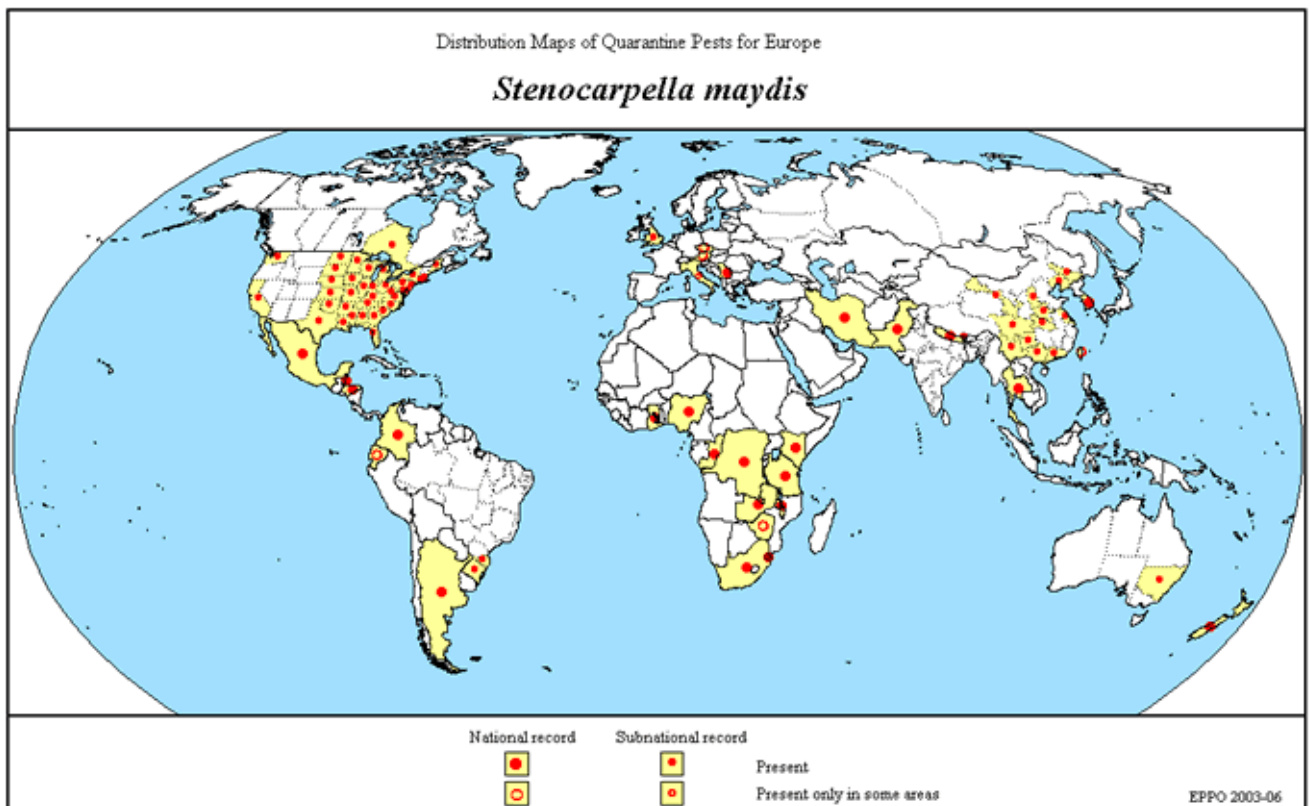 Distribution Maps of Quarantine Pests for Europe
Stenocarpella maydis
National record Subnational record
Present
Present only in some areas
EPPO 2003-06